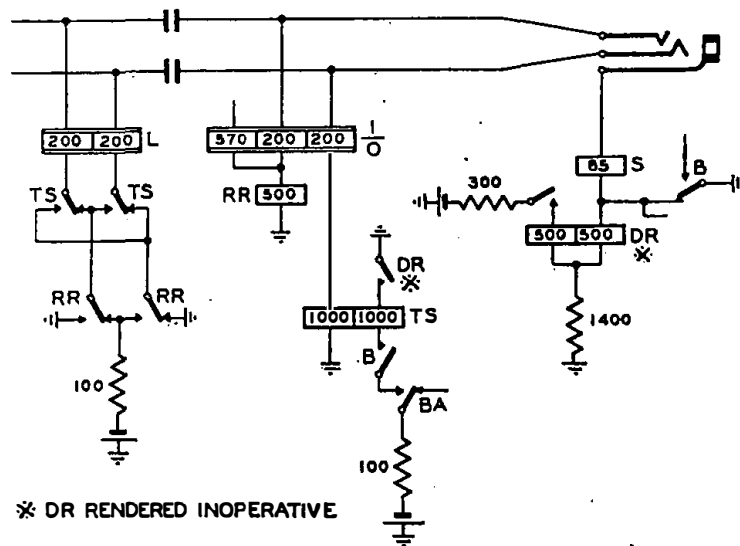 200 200 L
570 200 200 I/O
TS TS
RR 500
85 S
B
300
500 500 DR
※
DR
※
RR RR
1000 1000 TS
1400
B
100
BA
100
※ DR RENDERED INOPERATIVE